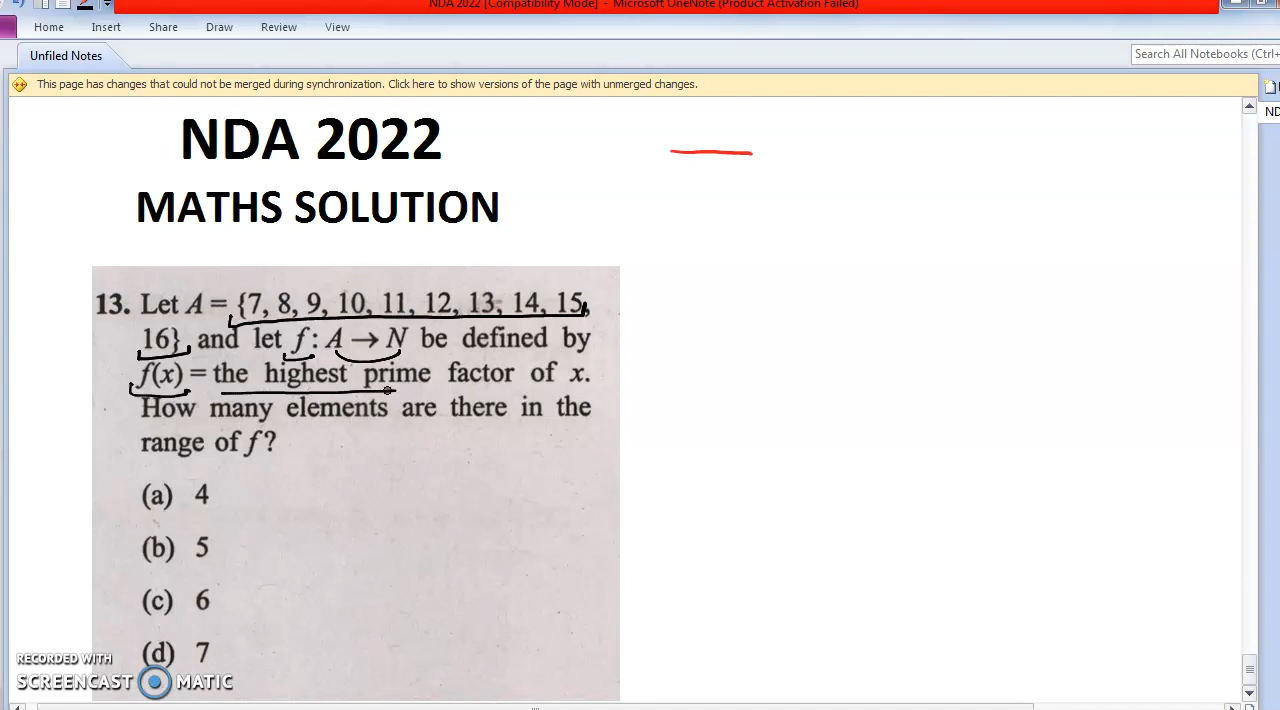 NDA 2022 [Compatibility Mode] - Microsoft OneNote (Product Activation Failed)
Home Insert Share Draw Review View
Unfiled Notes
Search All Notebooks (Ctrl+
This page has changes that could not be merged during synchronization. Click here to show versions of the page with unmerged changes.
ND
NDA 2022
MATHS SOLUTION
13. Let A = {7, 8, 9, 10, 11, 12, 13, 14, 15,
16} and let f : A → N be defined by
f(x) = the highest prime factor of x.
How many elements are there in the
range of f?
(a) 4
(b) 5
(c) 6
(d) 7
RECORDED WITH
SCREENCAST MATIC